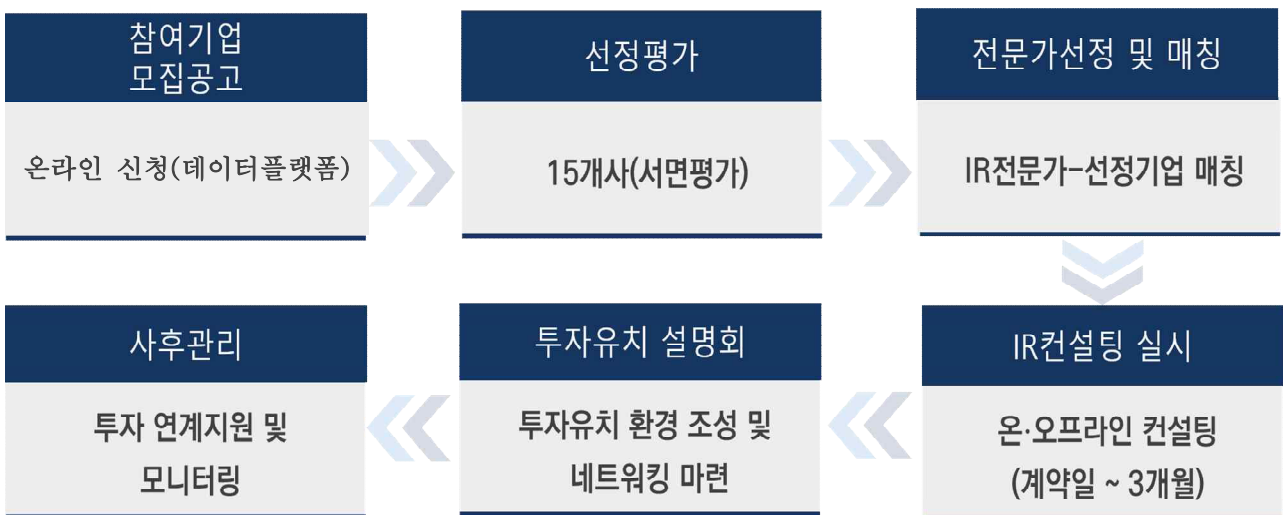 참여기업
모집공고
온라인 신청(데이터플랫폼)
선정평가
15개사(서면평가)
전문가선정 및 매칭
IR전문가-선정기업 매칭
IR컨설팅 실시
온·오프라인 컨설팅
(계약일 ~ 3개월)
투자유치 설명회
투자유치 환경 조성 및
네트워킹 마련
사후관리
투자 연계지원 및
모니터링